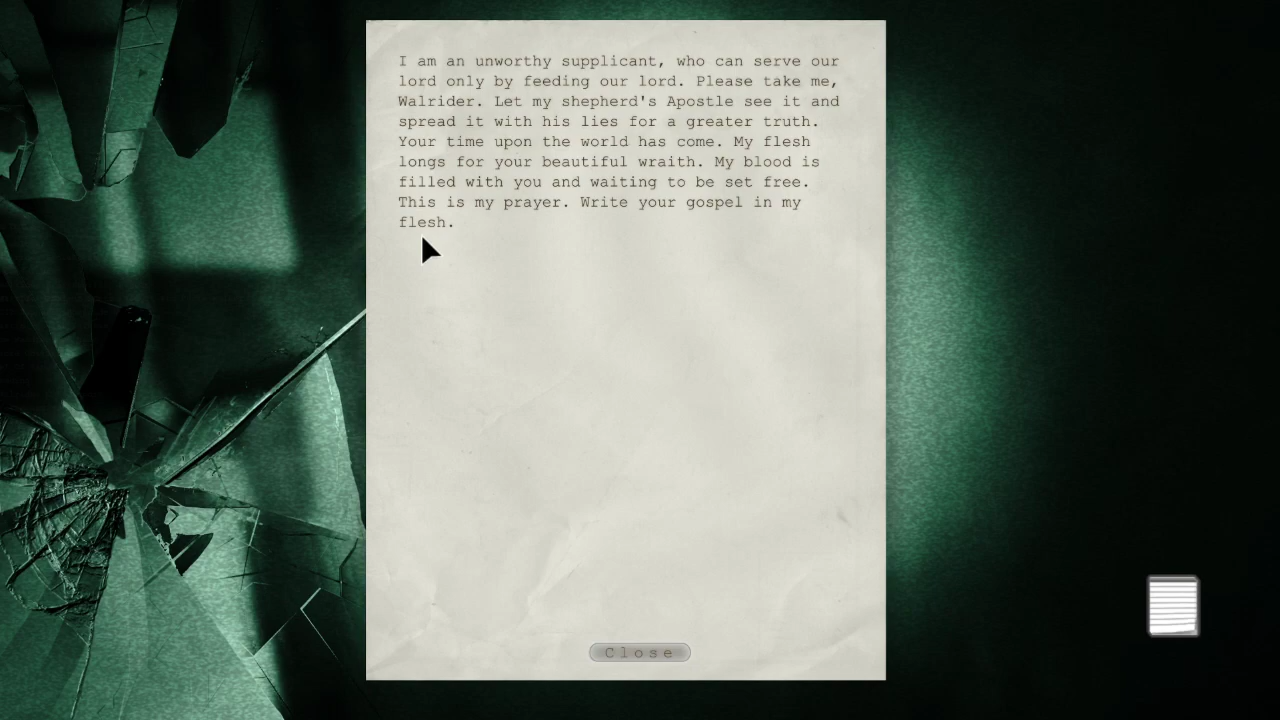 I am an unworthy supplicant, who can serve our
lord only by feeding our lord. Please take me,
Walrider. Let my shepherd's Apostle see it and
spread it with his lies for a greater truth.
Your time upon the world has come. My flesh
longs for your beautiful wraith. My blood is
filled with you and waiting to be set free.
This is my prayer. Write your gospel in my
flesh.
Close